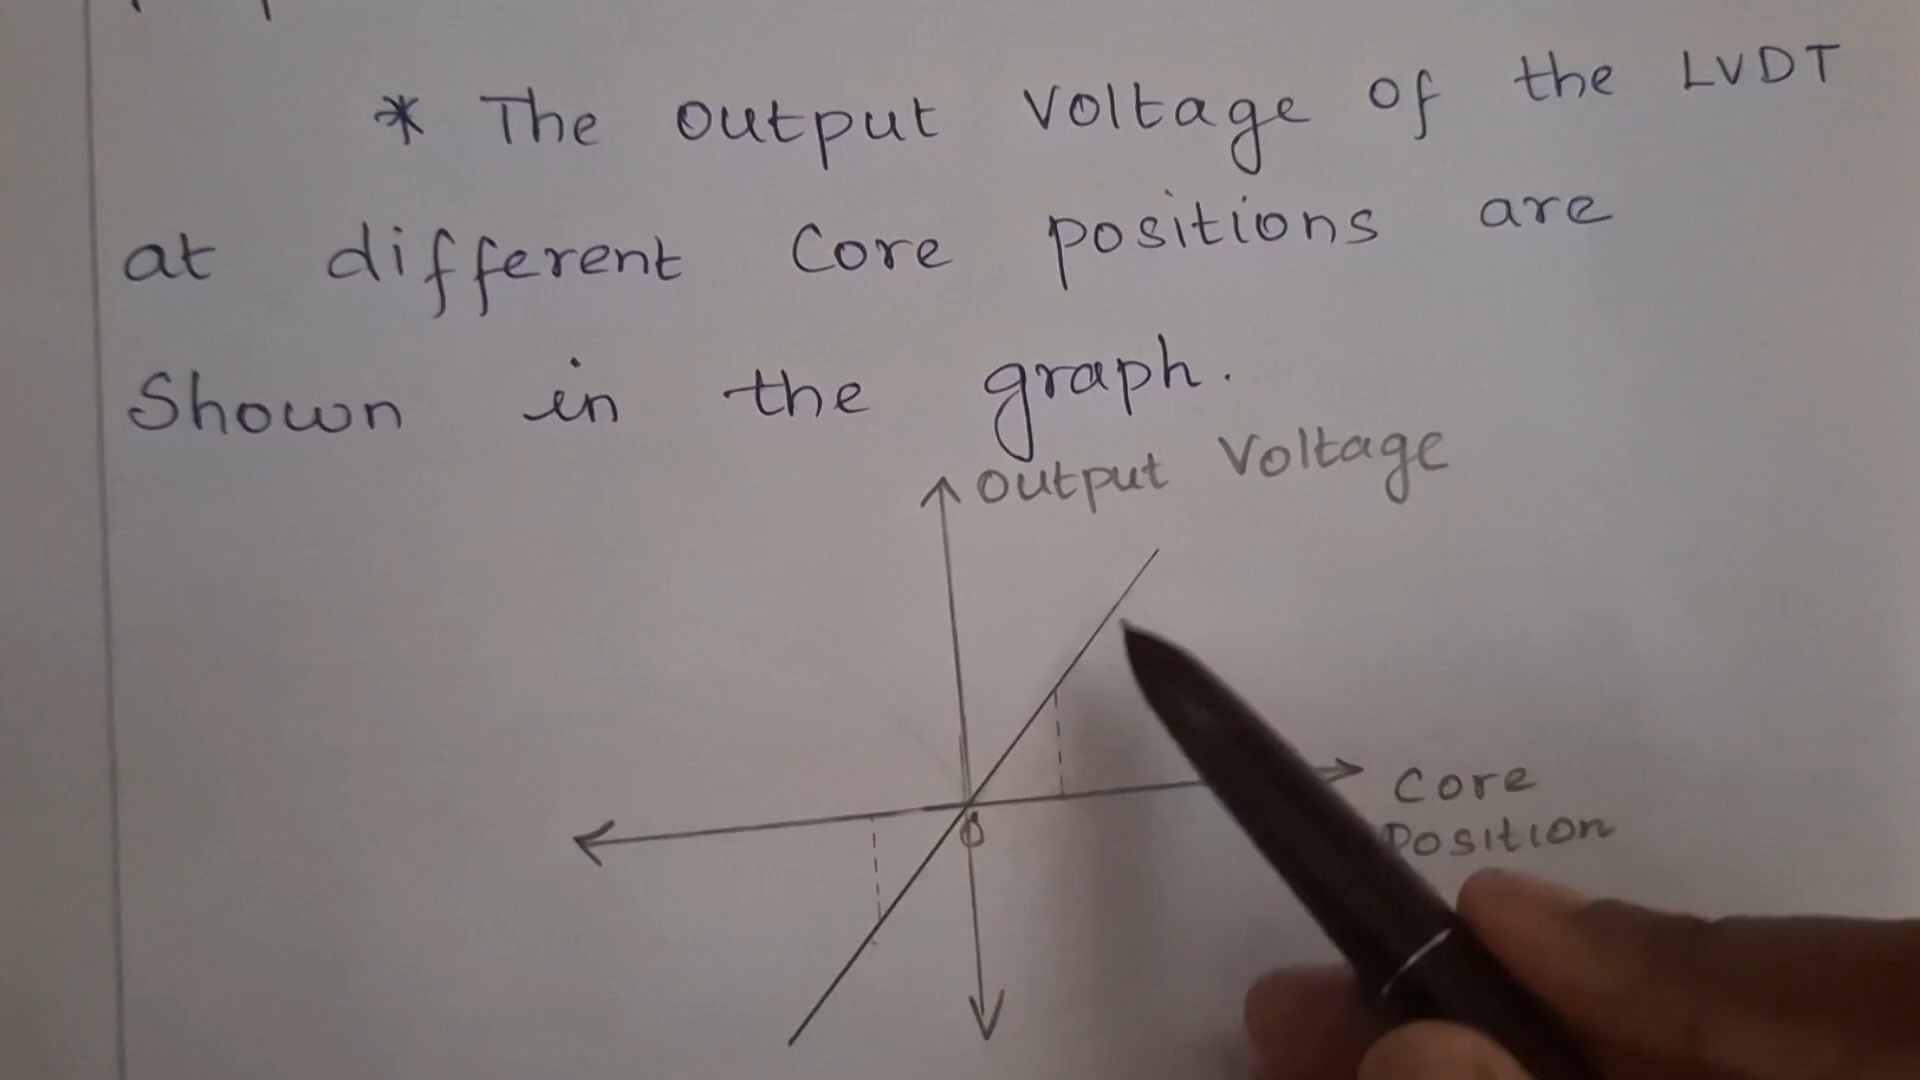 * The output Voltage of the LVDT
at different Core positions are
Shown in the graph.
output Voltage
Core
Position
0